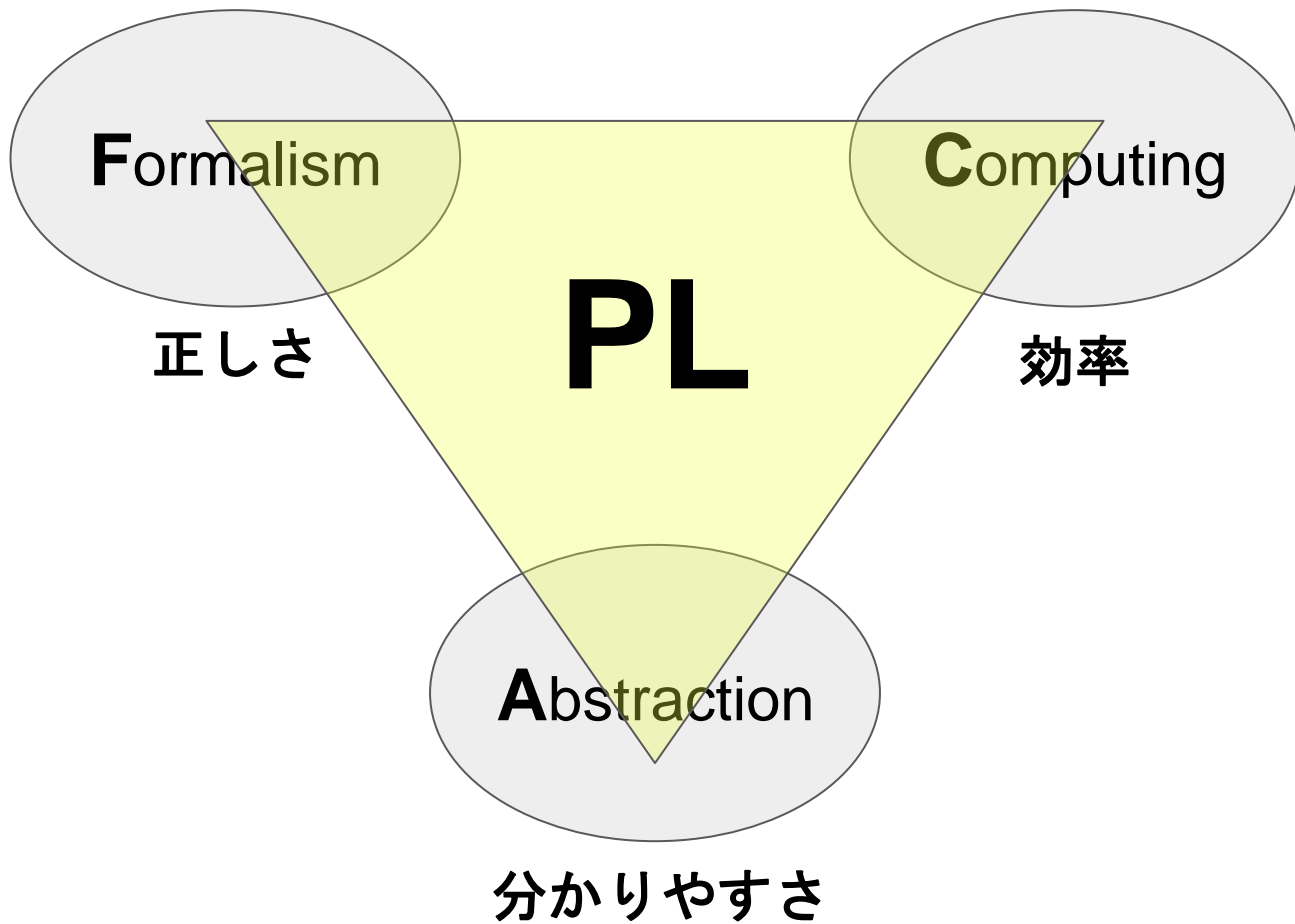 Formalism
Computing
PL
正しさ
効率
Abstraction
分かりやすさ